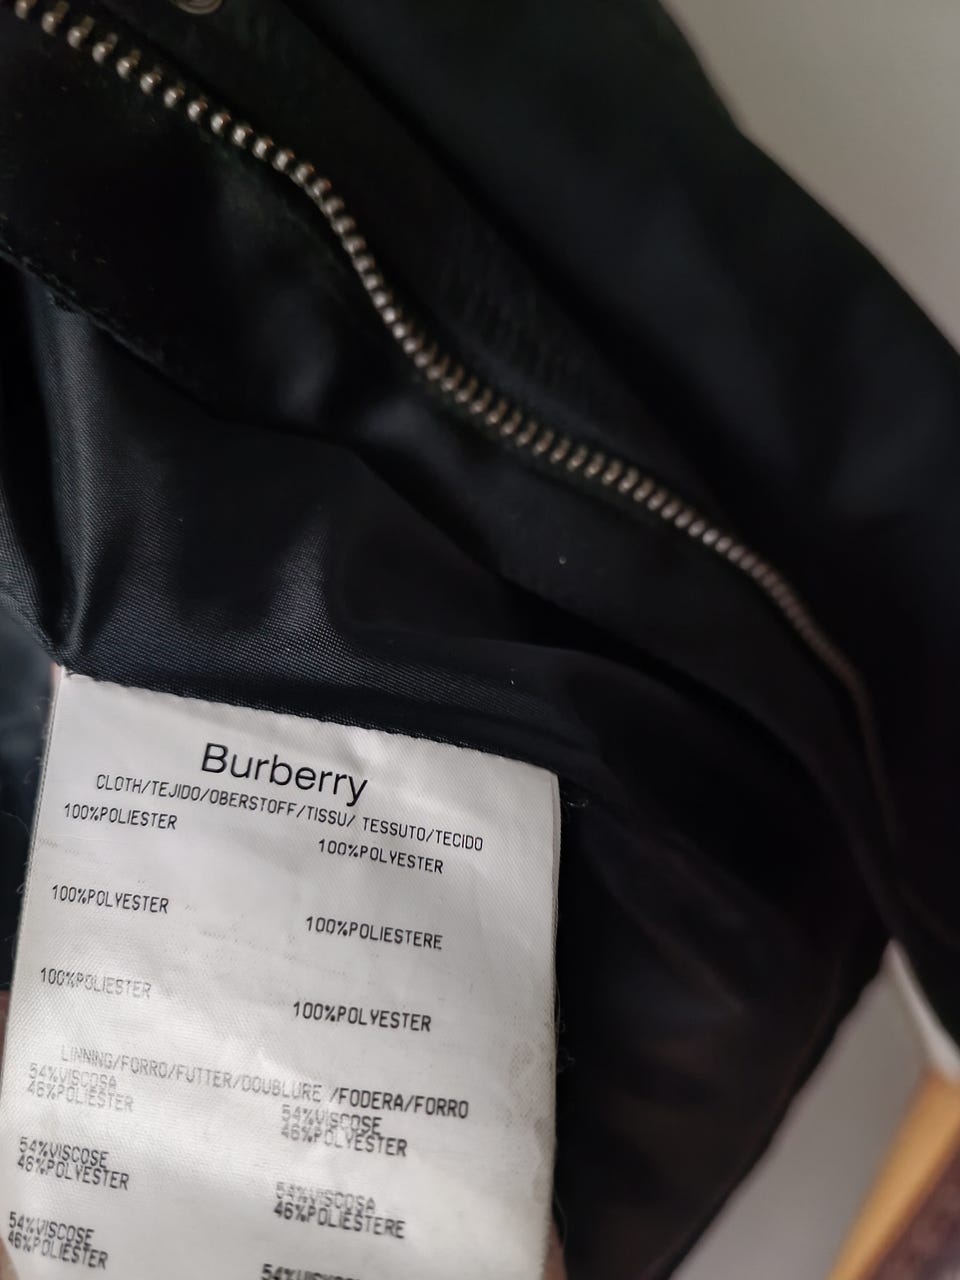 Burberry
CLOTH/TEJIDO/OBERSTOFF/TISSU/ TESSUTO/TECIDO
100%POLIESTER
100%POLYESTER
100%POLYESTER
100%POLIESTERE
100%POLIESTER
100%POLYESTER
LINNING/FORRO/FUTTER/DOUBLURE /FODERA/FORRO
54%VISCOSA
46%POLIESTER
54%VISCOSE
46%POLYESTER
54%VISCOSE
46%POLYESTER
54%VISCOSA
46%POLIESTERE
54%VISCOSE
46%POLIESTER
54%VISCOSE